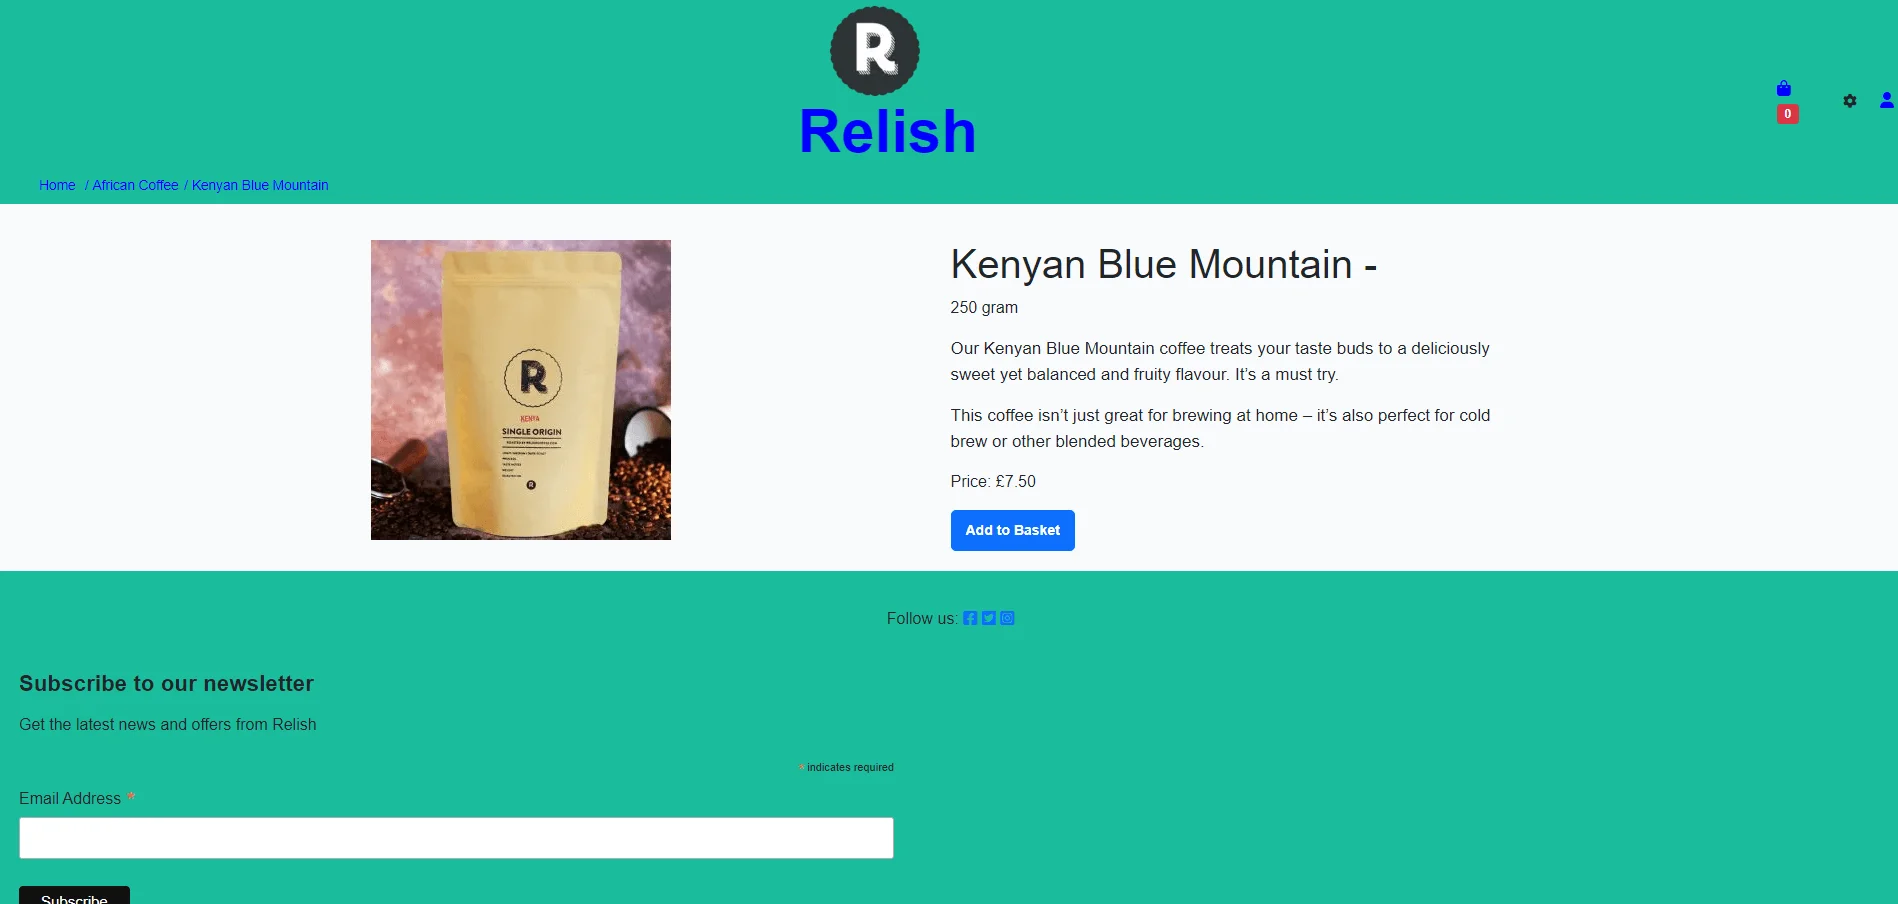 R
Relish
0
Home / African Coffee / Kenyan Blue Mountain
R
KENYA
SINGLE ORIGIN
R
Kenyan Blue Mountain -
250 gram
Our Kenyan Blue Mountain coffee treats your taste buds to a deliciously
sweet yet balanced and fruity flavour. It’s a must try.
This coffee isn’t just great for brewing at home – it’s also perfect for cold
brew or other blended beverages.
Price: £7.50
Add to Basket
Follow us:
Subscribe to our newsletter
Get the latest news and offers from Relish
* indicates required
Email Address *
Subscribe